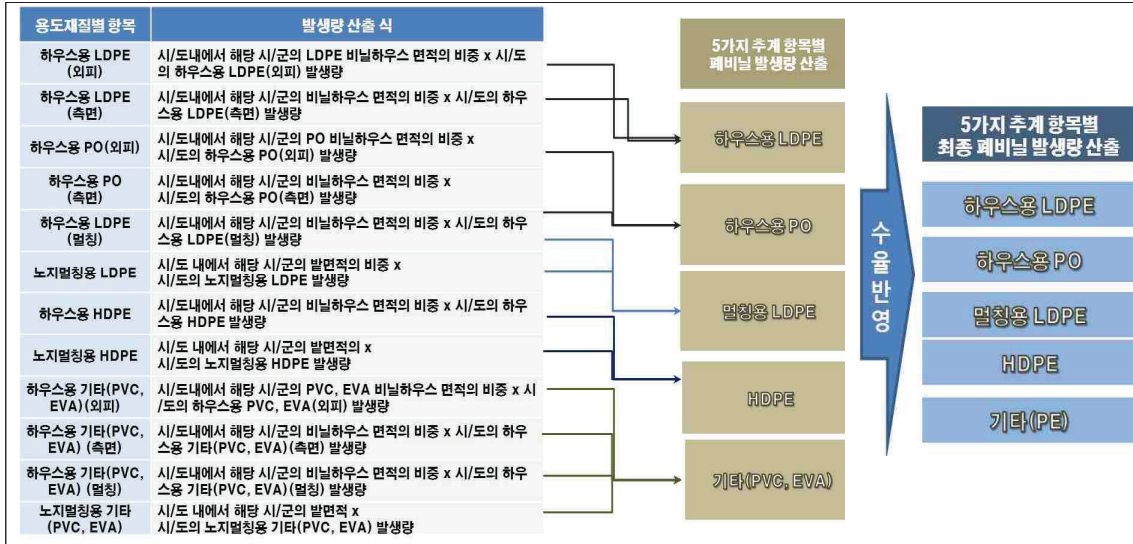 용도재질별 항목
발생량 산출 식
하우스용 LDPE
(외피)
시/도내에서 해당 시/군의 LDPE 비닐하우스 면적의 비중 x 시/도
의 하우스용 LDPE(외피) 발생량
하우스용 LDPE
(측면)
시/도내에서 해당 시/군의 비닐하우스 면적의 비중 x 시/도의 하우
스용 LDPE(측면) 발생량
하우스용 PO(외피)
시/도내에서 해당 시/군의 PO 비닐하우스 면적의 비중 x
시/도의 하우스용 PO(외피) 발생량
하우스용 PO
(측면)
시/도내에서 해당 시/군의 비닐하우스 면적의 비중 x
시/도의 하우스용 PO(측면) 발생량
하우스용 LDPE
(멀칭)
시/도내에서 해당 시/군의 비닐하우스 면적의 비중 x 시/도의 하우
스용 LDPE(멀칭) 발생량
노지멀칭용 LDPE
시/도 내에서 해당 시/군의 밭면적의 비중 x
시/도의 노지멀칭용 LDPE 발생량
하우스용 HDPE
시/도내에서 해당 시/군의 비닐하우스 면적의 비중 x 시/도의 하우
스용 HDPE 발생량
노지멀칭용 HDPE
시/도 내에서 해당 시/군의 밭면적의 x
시/도의 노지멀칭용 HDPE 발생량
하우스용 기타(PVC,
EVA)(외피)
시/도내에서 해당 시/군의 PVC, EVA 비닐하우스 면적의 비중 x 시
/도의 하우스용 PVC, EVA(외피) 발생량
하우스용 기타(PVC,
EVA) (측면)
시/도내에서 해당 시/군의 비닐하우스 면적의 비중 x 시/도의 하우
스용 기타(PVC, EVA)(측면) 발생량
하우스용 기타(PVC,
EVA) (멀칭)
시/도내에서 해당 시/군의 비닐하우스 면적의 비중 x 시/도의 하우
스용 기타(PVC, EVA)(멀칭) 발생량
노지멀칭용 기타
(PVC, EVA)
시/도 내에서 해당 시/군의 밭면적 x
시/도의 노지멀칭용 기타(PVC, EVA) 발생량
5가지 추계 항목별
폐비닐 발생량 산출
하우스용 LDPE
하우스용 PO
멀칭용 LDPE
HDPE
기타(PVC, EVA)
수율반영
5가지 추계 항목별
최종 폐비닐 발생량 산출
하우스용 LDPE
하우스용 PO
멀칭용 LDPE
HDPE
기타(PE)